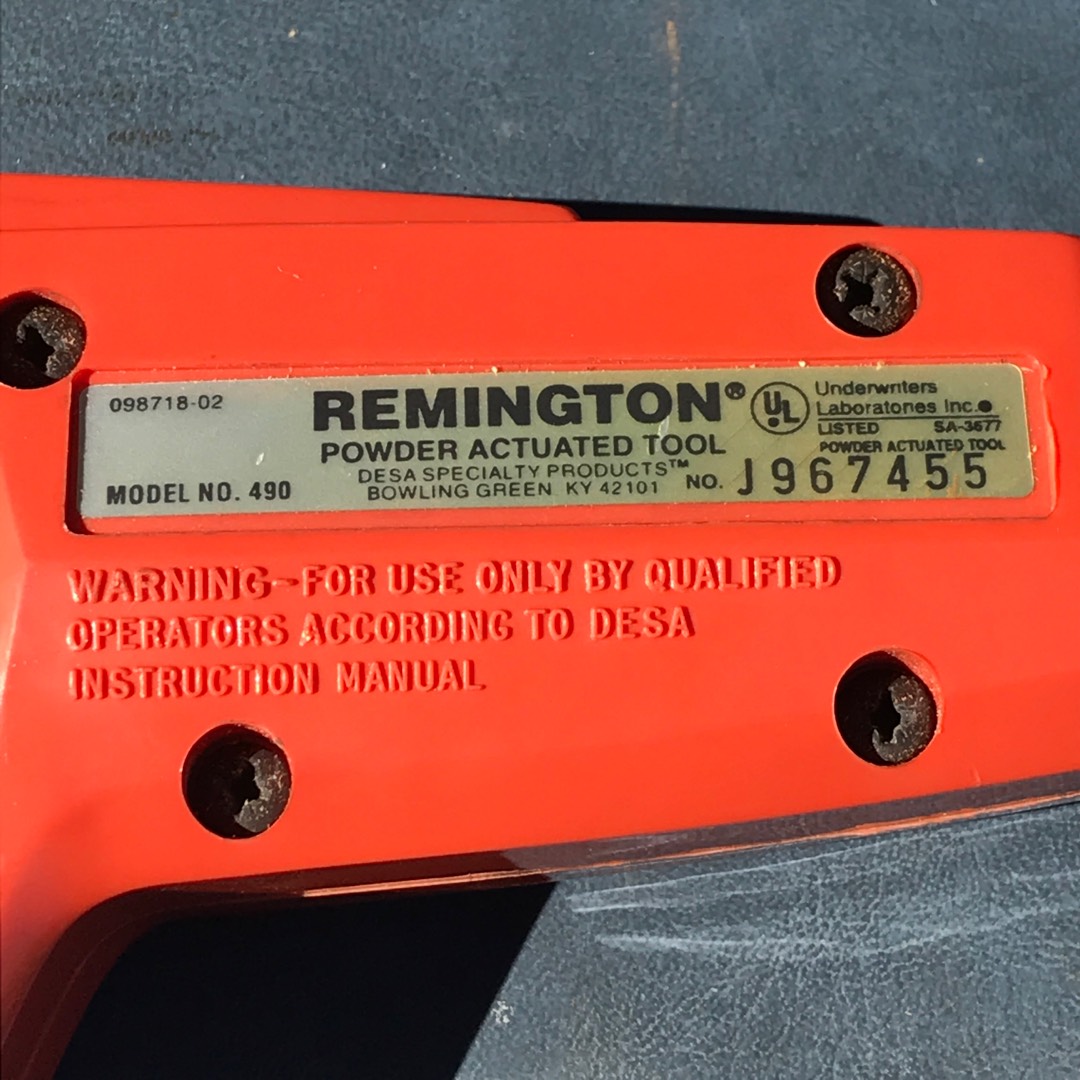 098718-02
REMINGTON®
POWDER ACTUATED TOOL
DESA SPECIALTY PRODUCTS™
BOWLING GREEN KY 42101
MODEL NO. 490
UL
Underwriters
Laboratories Inc.
LISTED SA-3677
POWDER ACTUATED TOOL
NO. J967455
WARNING-FOR USE ONLY BY QUALIFIED
OPERATORS ACCORDING TO DESA
INSTRUCTION MANUAL